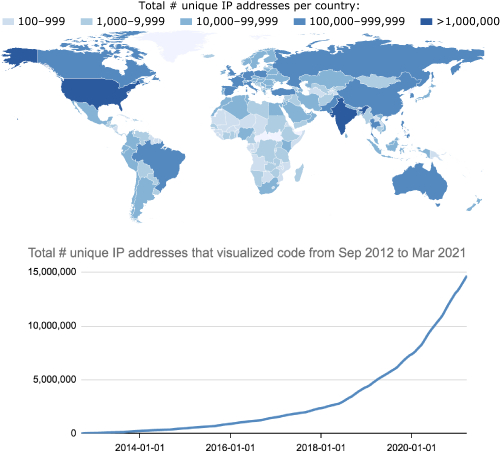 Total # unique IP addresses per country:
100–999 1,000–9,999 10,000–99,999 100,000–999,999 >1,000,000
Total # unique IP addresses that visualized code from Sep 2012 to Mar 2021
15,000,000
10,000,000
5,000,000
0
2014-01-01 2016-01-01 2018-01-01 2020-01-01